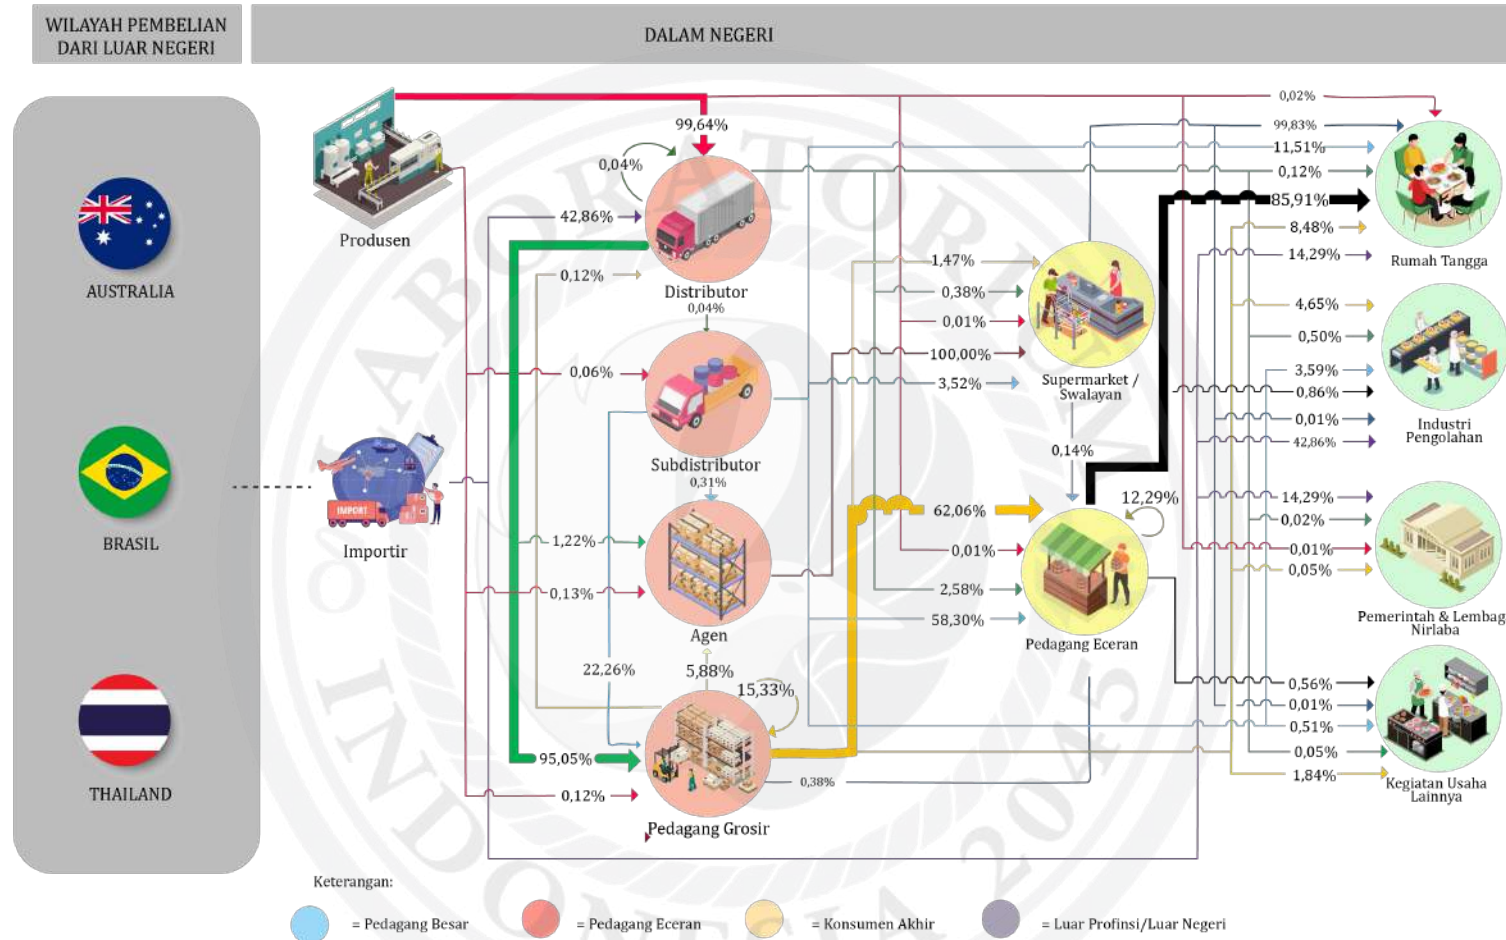 WILAYAH PEMBELIAN
DARI LUAR NEGERI
DALAM NEGERI
AUSTRALIA
BRASIL
THAILAND
Produsen
IMPORT
Importir
99,64%
0,04%
42,86%
0,12%
Distributor
0,04%
0,06%
Subdistributor
0,31%
1,22%
0,13%
Agen
22,26%
5,88%
15,33%
95,05%
0,12%
0,38%
Pedagang Grosir
1,47%
0,38%
0,01%
100,00%
3,52%
Supermarket /
Swalayan
0,14%
12,29%
62,06%
0,01%
2,58%
58,30%
Pedagang Eceran
0,02%
99,83%
11,51%
0,12%
85,91%
8,48%
14,29%
Rumah Tangga
4,65%
0,50%
3,59%
0,86%
0,01%
42,86%
Industri
Pengolahan
14,29%
0,02%
0,01%
0,05%
Pemerintah & Lembag
Nirlaba
0,56%
0,01%
0,51%
0,05%
1,84%
Kegiatan Usaha
Lainnya
Keterangan:
= Pedagang Besar
= Pedagang Eceran
= Konsumen Akhir
= Luar Profinsi/Luar Negeri
LABORATORIUM
INDONESIA 2045